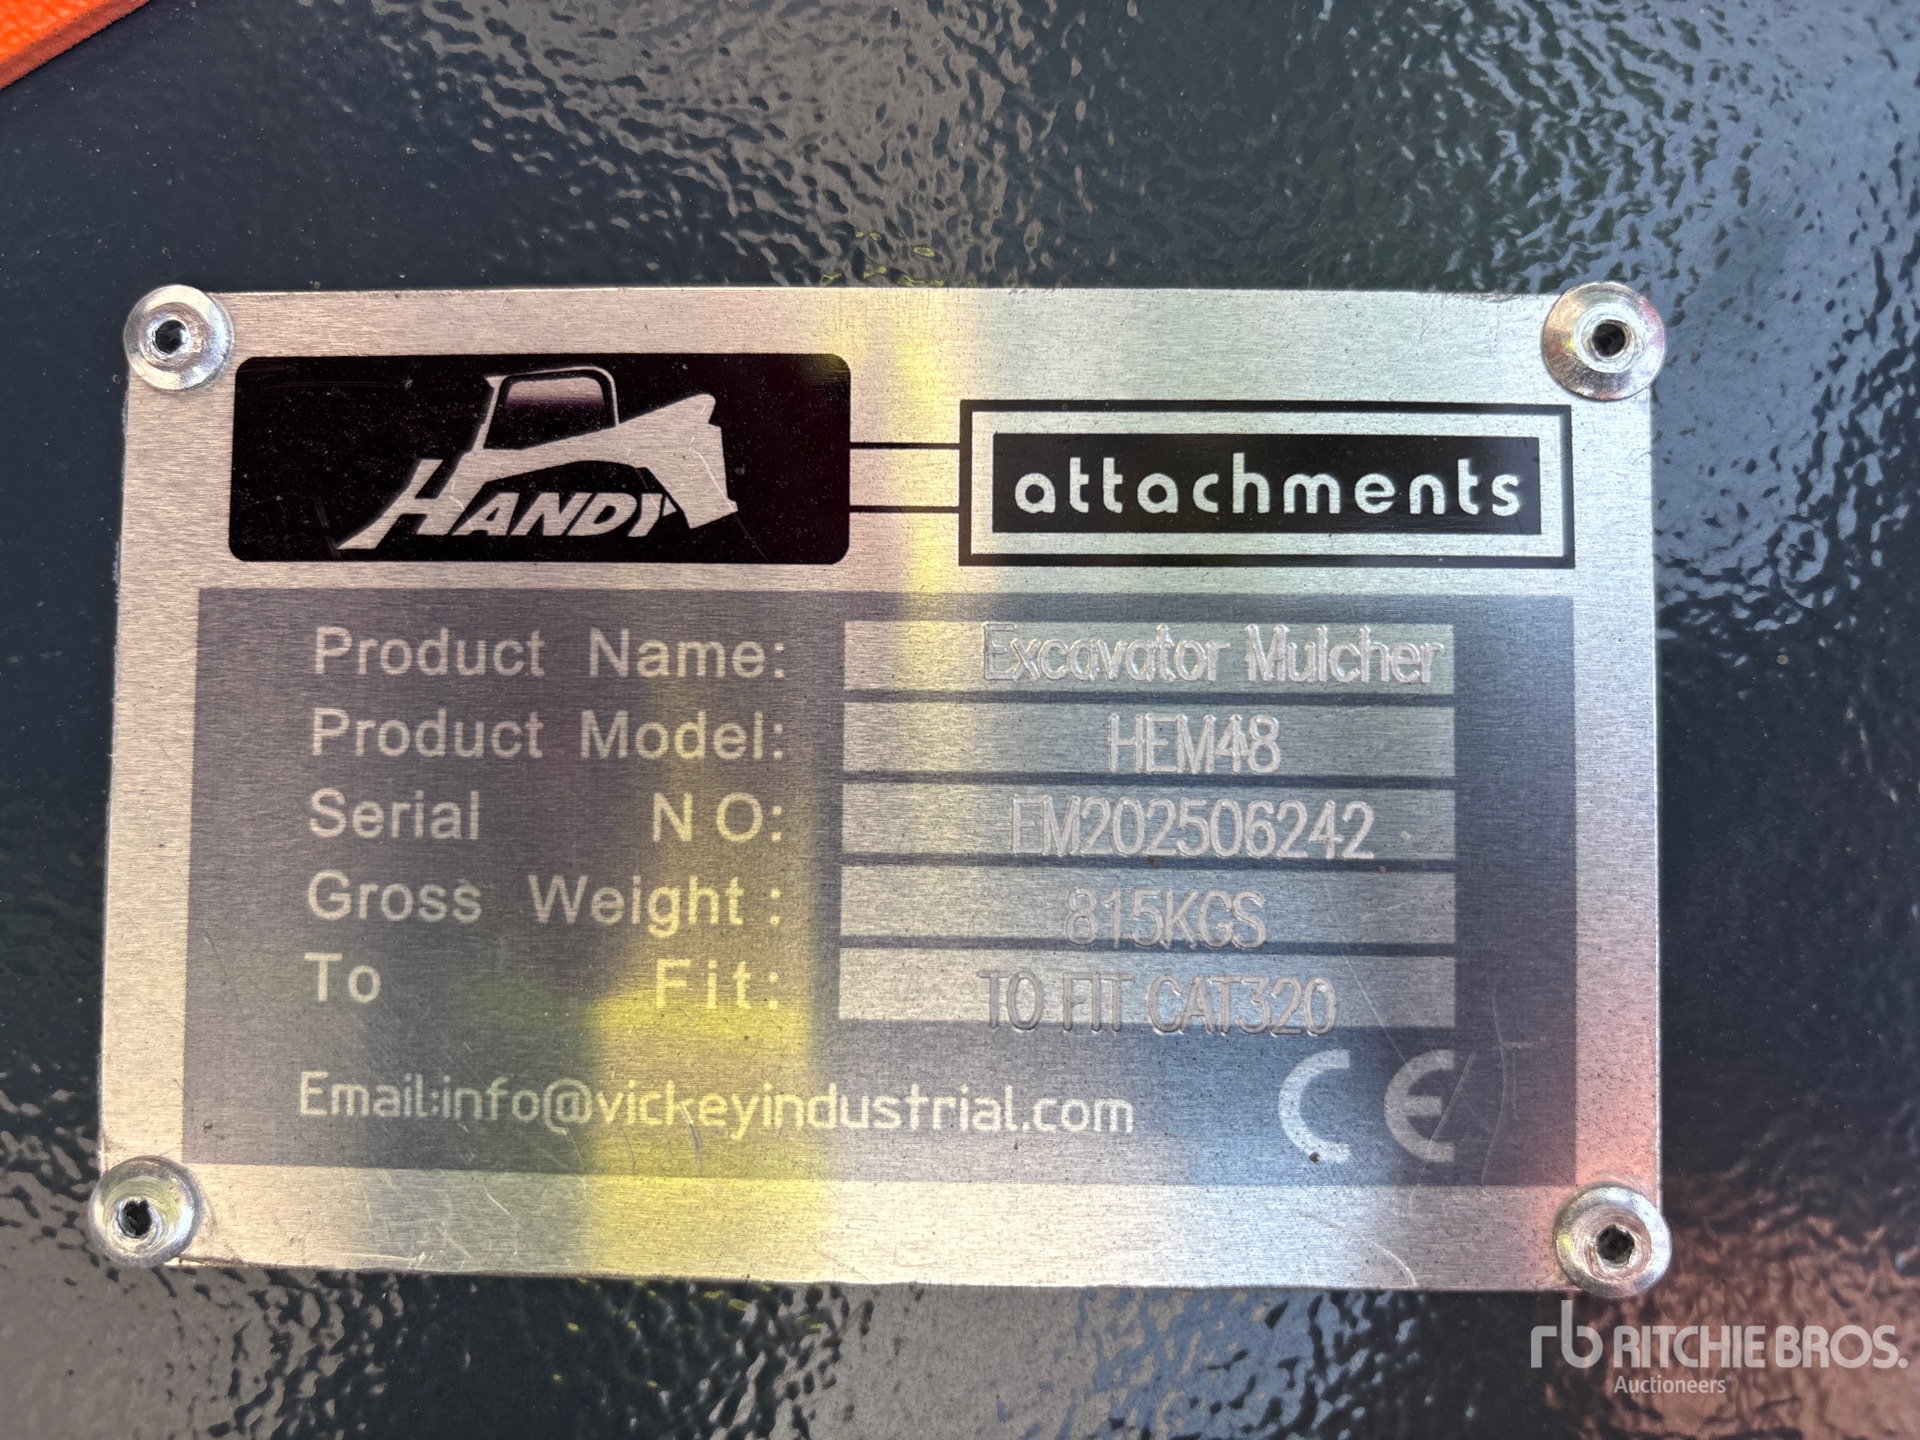 HANDY
attachments
Product Name: Excavator Mulcher
Product Model: HEM48
Serial NO: EM202506242
Gross Weight: 815KGS
To Fit: TO FIT CAT320
Email:info@vickeyindustrial.com CE
rb RITCHIE BROS.
Auctioneers